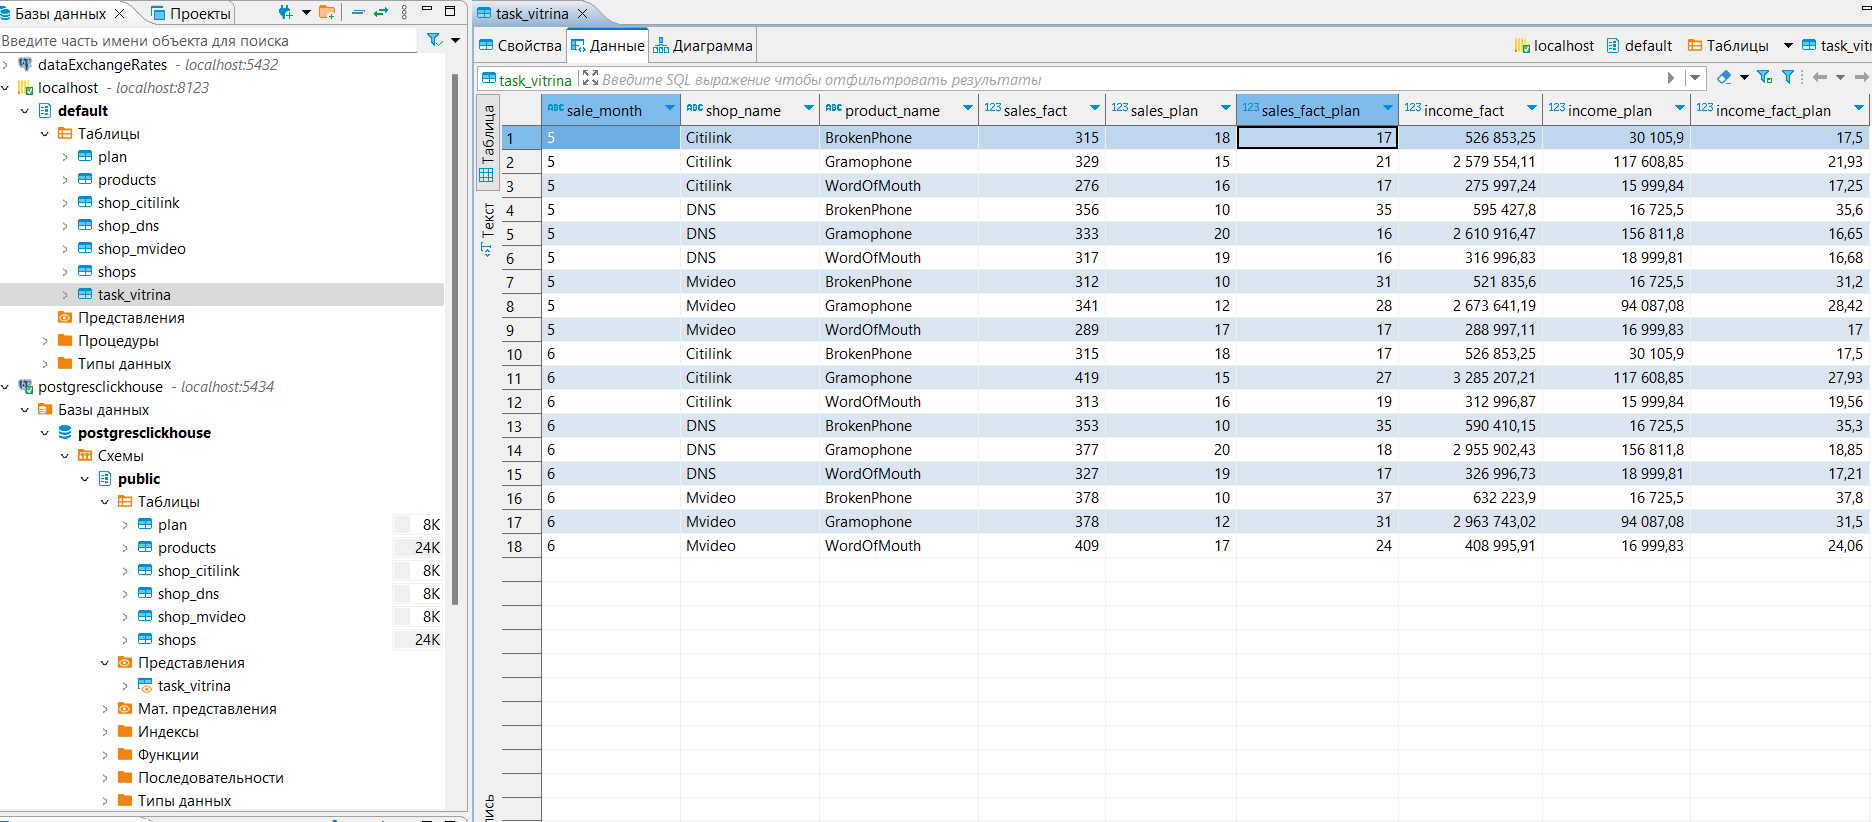 Базы данных
Проекты
Введите часть имени объекта для поиска
dataExchangeRates - localhost:5432
localhost - localhost:8123
default
Таблицы
plan
products
shop_citilink
shop_dns
shop_mvideo
shops
task_vitrina
Представления
Процедуры
Типы данных
postgresclickhouse - localhost:5434
Базы данных
postgresclickhouse
Схемы
public
Таблицы
plan 8K
products 24K
shop_citilink 8K
shop_dns 8K
shop_mvideo 8K
shops 24K
Представления
task_vitrina
Мат. представления
Индексы
Функции
Последовательности
Типы данных
task_vitrina
Свойства Данные Диаграмма
localhost default Таблицы
task_vitrina Введите SQL выражение чтобы отфильтровать результаты
Таблица
Текст
ABC sale_month ABC shop_name ABC product_name 123 sales_fact 123 sales_plan 123 sales_fact_plan 123 income_fact 123 income_plan 123 income_fact_plan
1 5 Citilink BrokenPhone 315 18 17 526 853,25 30 105,9 17,5
2 5 Citilink Gramophone 329 15 21 2 579 554,11 117 608,85 21,93
3 5 Citilink WordOfMouth 276 16 17 275 997,24 15 999,84 17,25
4 5 DNS BrokenPhone 356 10 35 595 427,8 16 725,5 35,6
5 5 DNS Gramophone 333 20 16 2 610 916,47 156 811,8 16,65
6 5 DNS WordOfMouth 317 19 16 316 996,83 18 999,81 16,68
7 5 Mvideo BrokenPhone 312 10 31 521 835,6 16 725,5 31,2
8 5 Mvideo Gramophone 341 12 28 2 673 641,19 94 087,08 28,42
9 5 Mvideo WordOfMouth 289 17 17 288 997,11 16 999,83 17
10 6 Citilink BrokenPhone 315 18 17 526 853,25 30 105,9 17,5
11 6 Citilink Gramophone 419 15 27 3 285 207,21 117 608,85 27,93
12 6 Citilink WordOfMouth 313 16 19 312 996,87 15 999,84 19,56
13 6 DNS BrokenPhone 353 10 35 590 410,15 16 725,5 35,3
14 6 DNS Gramophone 377 20 18 2 955 902,43 156 811,8 18,85
15 6 DNS WordOfMouth 327 19 17 326 996,73 18 999,81 17,21
16 6 Mvideo BrokenPhone 378 10 37 632 223,9 16 725,5 37,8
17 6 Mvideo Gramophone 378 12 31 2 963 743,02 94 087,08 31,5
18 6 Mvideo WordOfMouth 409 17 24 408 995,91 16 999,83 24,06